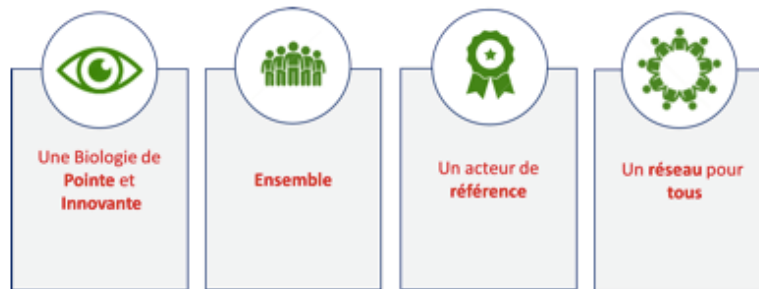 Une Biologie de
Pointe et
Innovante
Ensemble
Un acteur de
référence
Un réseau pour
tous